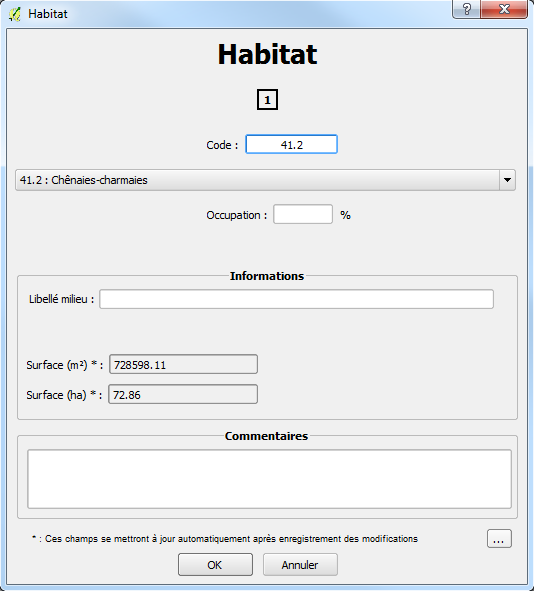 Habitat
?
Habitat
1
Code : 41.2
41.2 : Chênaies-charmaies
Occupation : %
Informations
Libellé milieu :
Surface (m²) * : 728598.11
Surface (ha) * : 72.86
Commentaires
* : Ces champs se mettront à jour automatiquement après enregistrement des modifications
...
OK Annuler